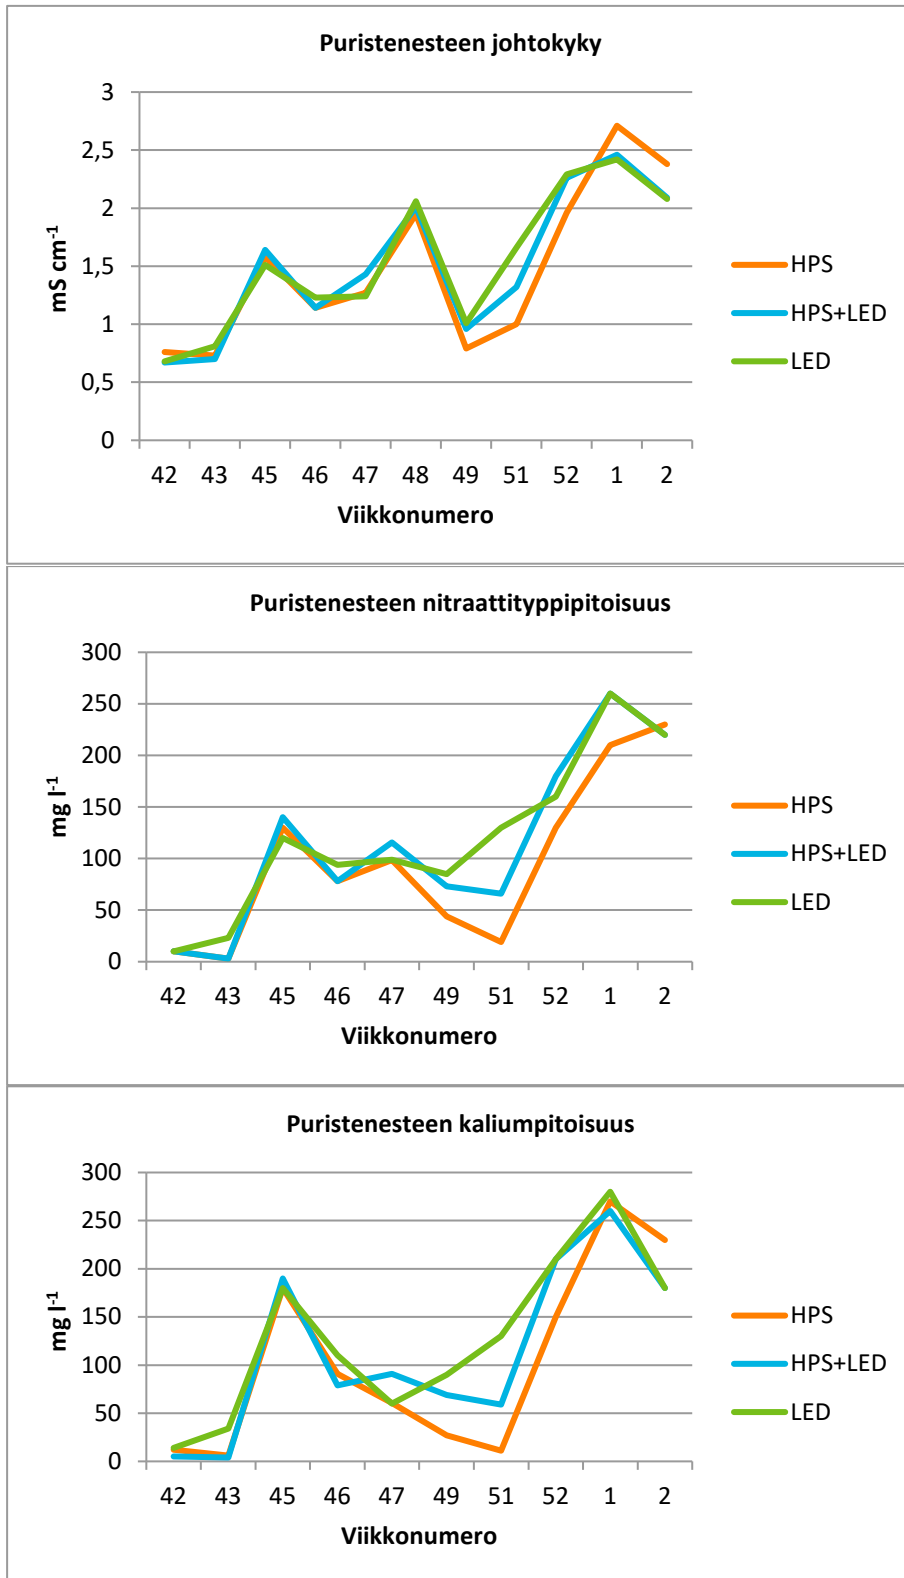 Puristenesteen johtokyky
3
2,5
2
1,5
1
0,5
0
mS cm⁻¹
42 43 45 46 47 48 49 51 52 1 2
Viikkonumero
HPS
HPS+LED
LED
Puristenesteen nitraattityppipitoisuus
300
250
200
150
100
50
0
mg l⁻¹
42 43 45 46 47 49 51 52 1 2
Viikkonumero
HPS
HPS+LED
LED
Puristenesteen kaliumpitoisuus
300
250
200
150
100
50
0
mg l⁻¹
42 43 45 46 47 49 51 52 1 2
Viikkonumero
HPS
HPS+LED
LED